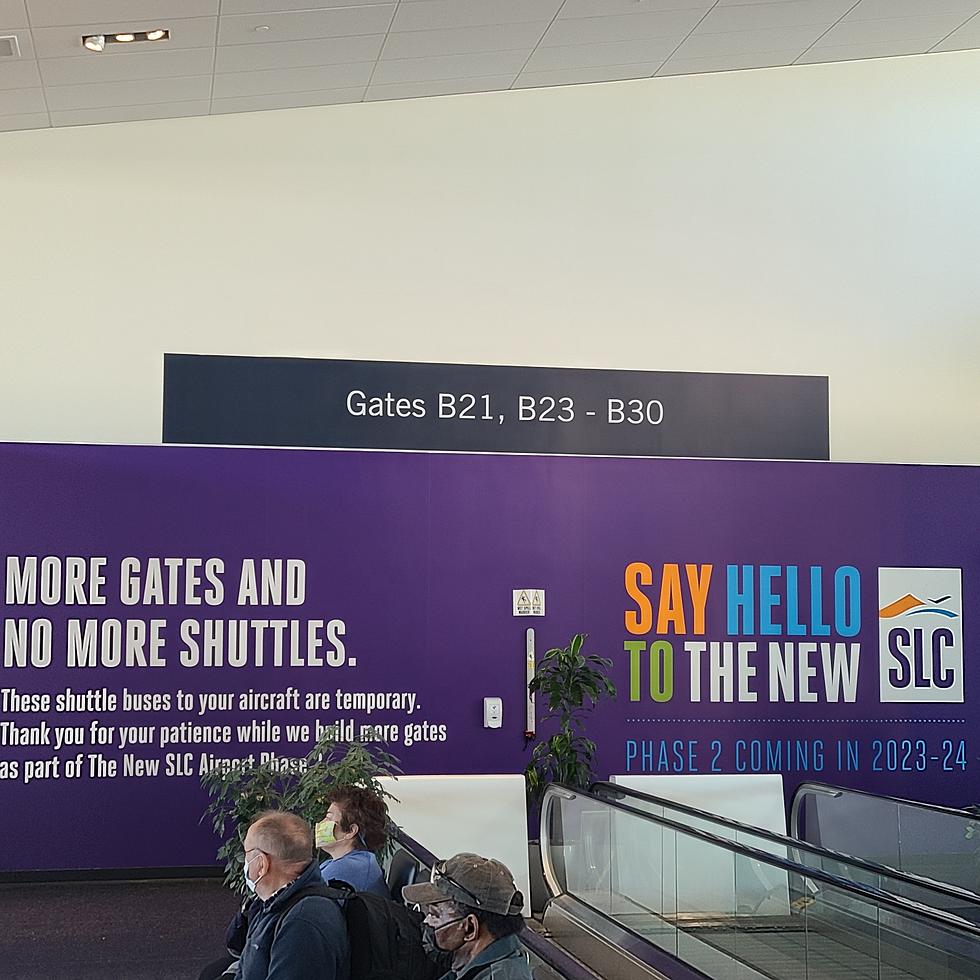 Gates B21, B23 - B30
MORE GATES AND
NO MORE SHUTTLES.
These shuttle buses to your aircraft are temporary.
Thank you for your patience while we build more gates
as part of The New SLC Airport Phase
SAY HELLO
TO THE NEW
SLC
PHASE 2 COMING IN 2023-24